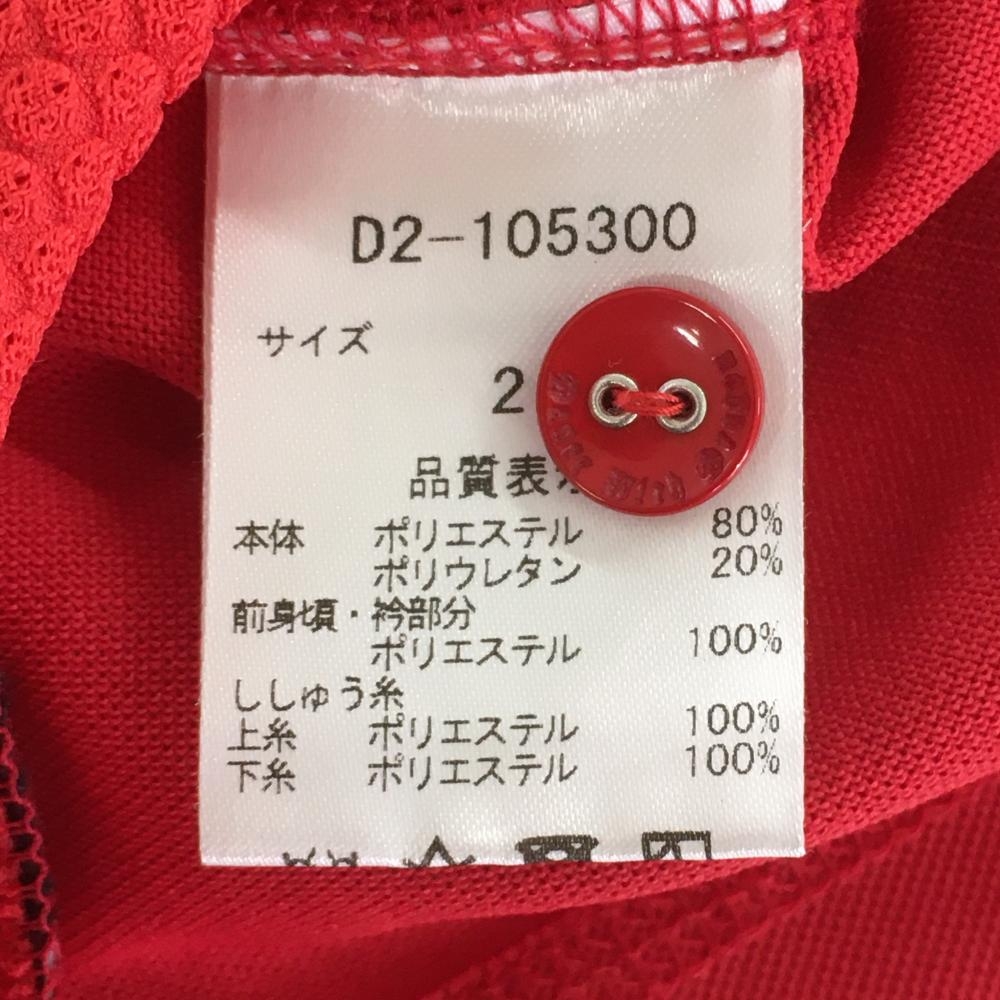 D2-105300
サイズ
2
品質表
本体 ポリエステル 80%
ポリウレタン 20%
前身頃・衿部分
ポリエステル 100%
ししゅう糸
上糸 ポリエステル 100%
下糸 ポリエステル 100%